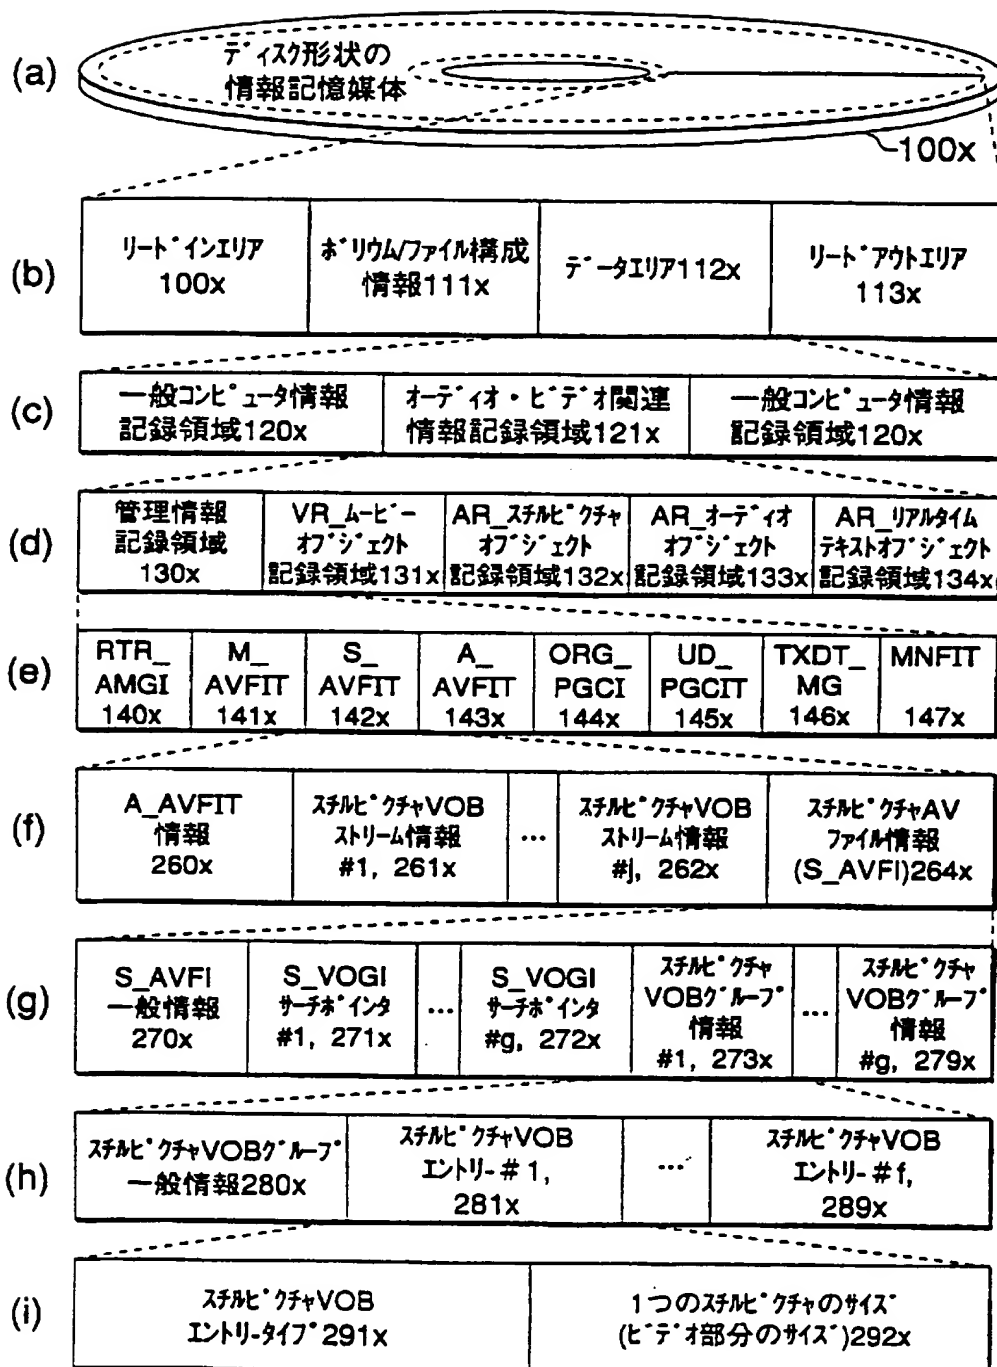 (a)
ディスク形状の
情報記憶媒体
100x
(b)
リードインエリア
100x
ボリウム/ファイル構成
情報111x
データエリア112x
リードアウトエリア
113x
(c)
一般コンピュータ情報
記録領域120x
オーディオ・ビデオ関連
情報記録領域121x
一般コンピュータ情報
記録領域120x
(d)
管理情報
記録領域
130x
VR_ムービー
オブジェクト
記録領域131x
AR_スチルピクチャ
オブジェクト
記録領域132x
AR_オーディオ
オブジェクト
記録領域133x
AR_リアルタイム
テキストオブジェクト
記録領域134x
(e)
RTR_
AMGI
140x
M_
AVFIT
141x
S_
AVFIT
142x
A_
AVFIT
143x
ORG_
PGCI
144x
UD_
PGCIT
145x
TXDT_
MG
146x
MNFIT
147x
(f)
A_AVFIT
情報
260x
スチルピクチャVOB
ストリーム情報
#1, 261x
...
スチルピクチャVOB
ストリーム情報
#j, 262x
スチルピクチャAV
ファイル情報
(S_AVFI)264x
(g)
S_AVFI
一般情報
270x
S_VOGI
サーチポインタ
#1, 271x
...
S_VOGI
サーチポインタ
#g, 272x
スチルピクチャ
VOBグループ
情報
#1, 273x
...
スチルピクチャ
VOBグループ
情報
#g, 279x
(h)
スチルピクチャVOBグループ
一般情報280x
スチルピクチャVOB
エントリー#1,
281x
...
スチルピクチャVOB
エントリー#f,
289x
(i)
スチルピクチャVOB
エントリータイプ291x
1つのスチルピクチャのサイズ
(ビデオ部分のサイズ)292x